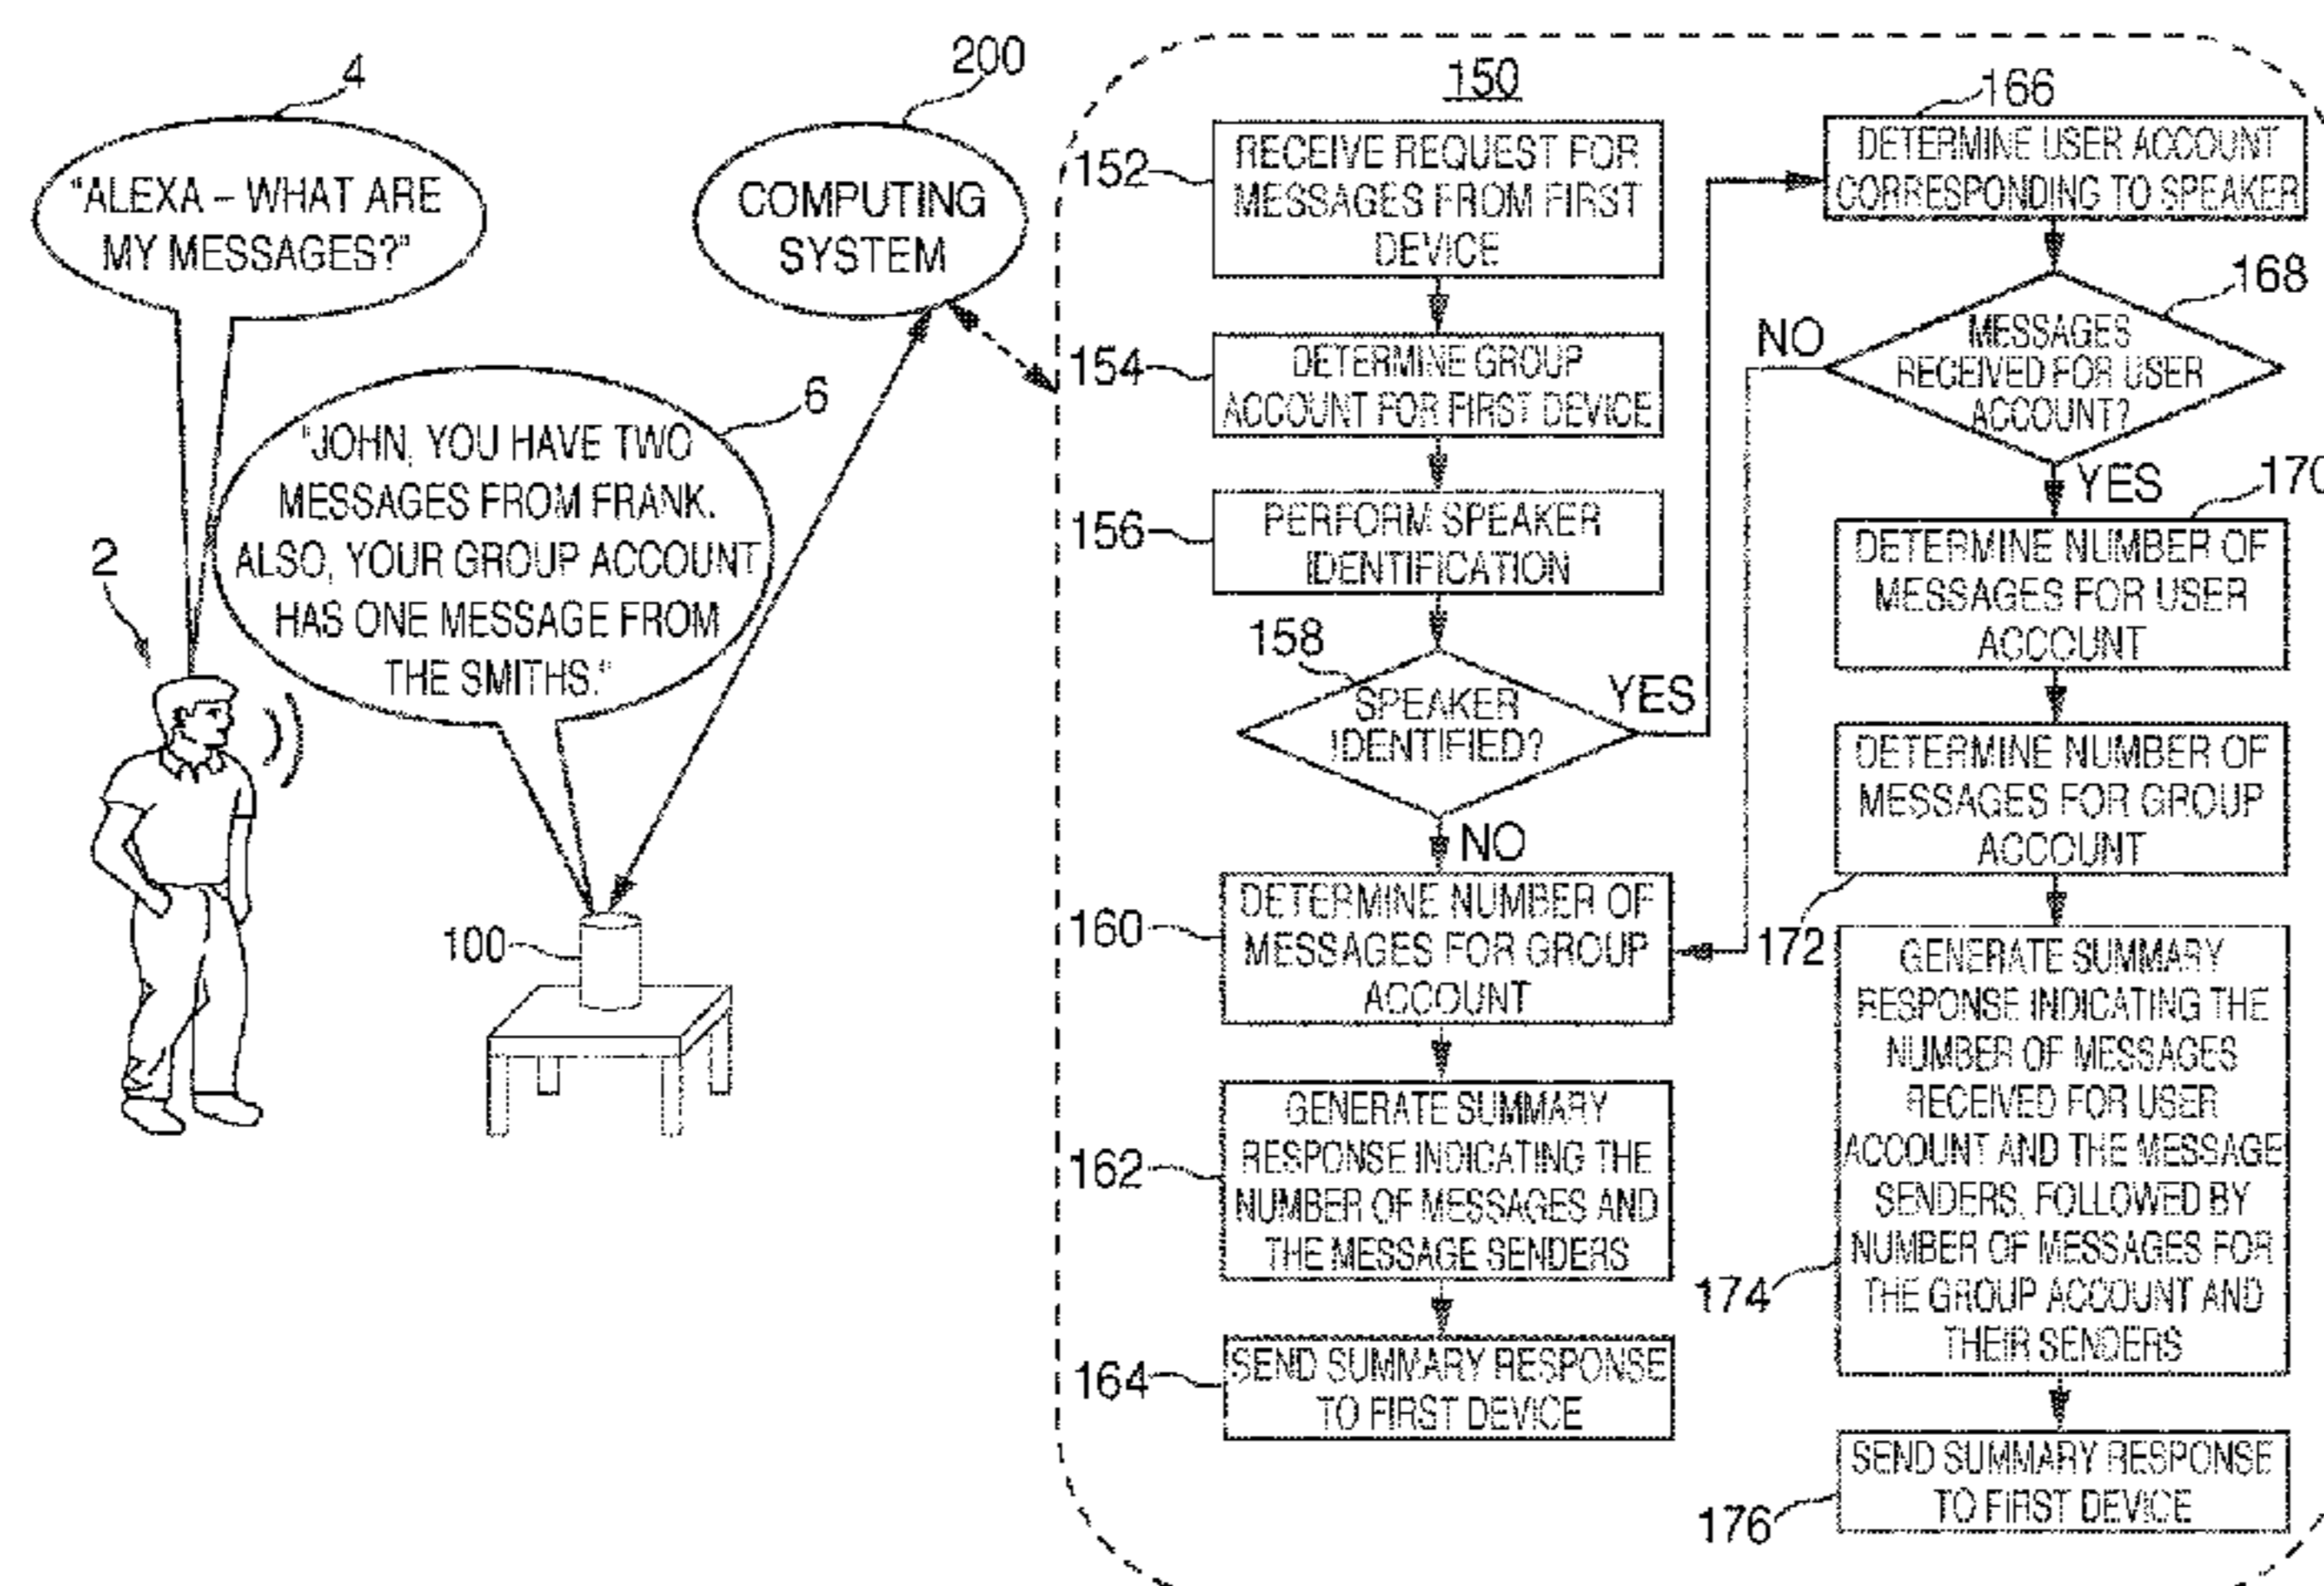 4
"ALEXA – WHAT ARE
MY MESSAGES?"
200
COMPUTING
SYSTEM
6
"JOHN, YOU HAVE TWO
MESSAGES FROM FRANK.
ALSO, YOUR GROUP ACCOUNT
HAS ONE MESSAGE FROM
THE SMITHS."
2
100
150
152
RECEIVE REQUEST FOR
MESSAGES FROM FIRST
DEVICE
154
DETERMINE GROUP
ACCOUNT FOR FIRST DEVICE
156
PERFORM SPEAKER
IDENTIFICATION
158
SPEAKER
IDENTIFIED?
YES
NO
160
DETERMINE NUMBER OF
MESSAGES FOR GROUP
ACCOUNT
162
GENERATE SUMMARY
RESPONSE INDICATING THE
NUMBER OF MESSAGES AND
THE MESSAGE SENDERS
164
SEND SUMMARY RESPONSE
TO FIRST DEVICE
166
DETERMINE USER ACCOUNT
CORRESPONDING TO SPEAKER
168
MESSAGES
RECEIVED FOR USER
ACCOUNT?
NO
YES
170
DETERMINE NUMBER OF
MESSAGES FOR USER
ACCOUNT
DETERMINE NUMBER OF
MESSAGES FOR GROUP
ACCOUNT
172
GENERATE SUMMARY
RESPONSE INDICATING THE
NUMBER OF MESSAGES
RECEIVED FOR USER
ACCOUNT AND THE MESSAGE
SENDERS, FOLLOWED BY
NUMBER OF MESSAGES FOR
THE GROUP ACCOUNT AND
THEIR SENDERS
174
SEND SUMMARY RESPONSE
TO FIRST DEVICE
176